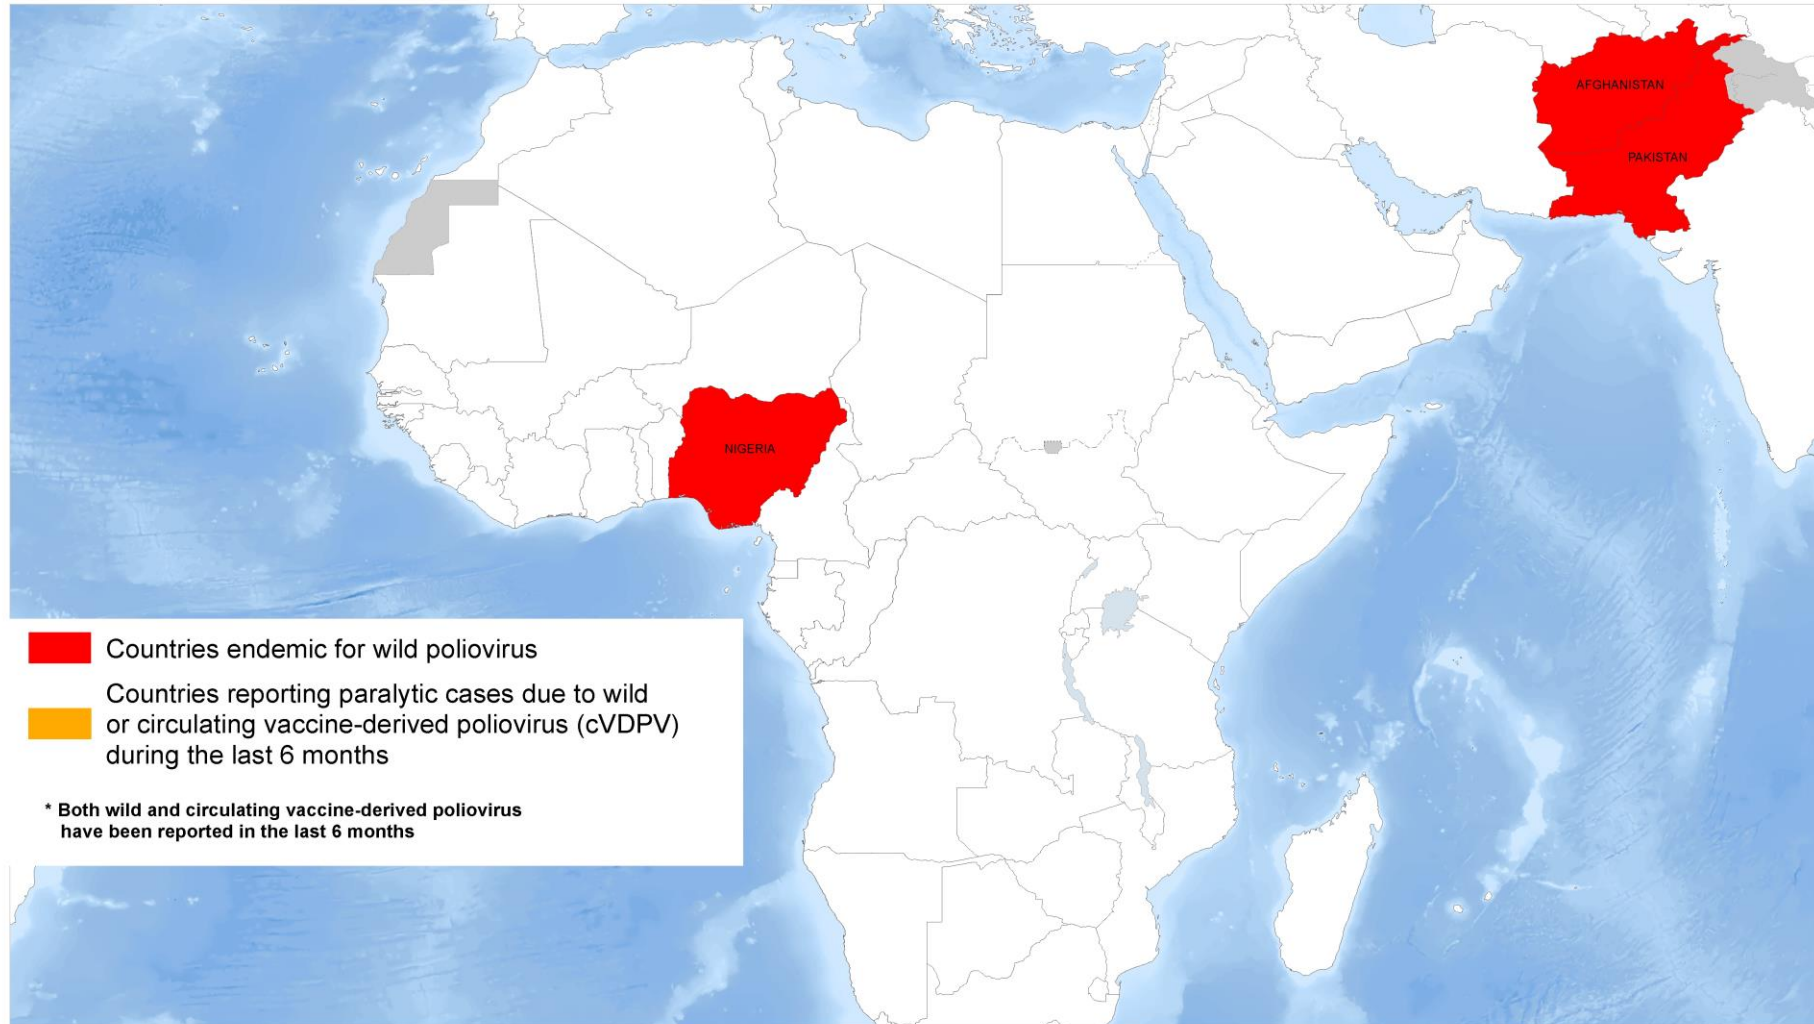 AFGHANISTAN
PAKISTAN
NIGERIA
Countries endemic for wild poliovirus
Countries reporting paralytic cases due to wild
or circulating vaccine-derived poliovirus (cVDPV)
during the last 6 months
* Both wild and circulating vaccine-derived poliovirus
have been reported in the last 6 months